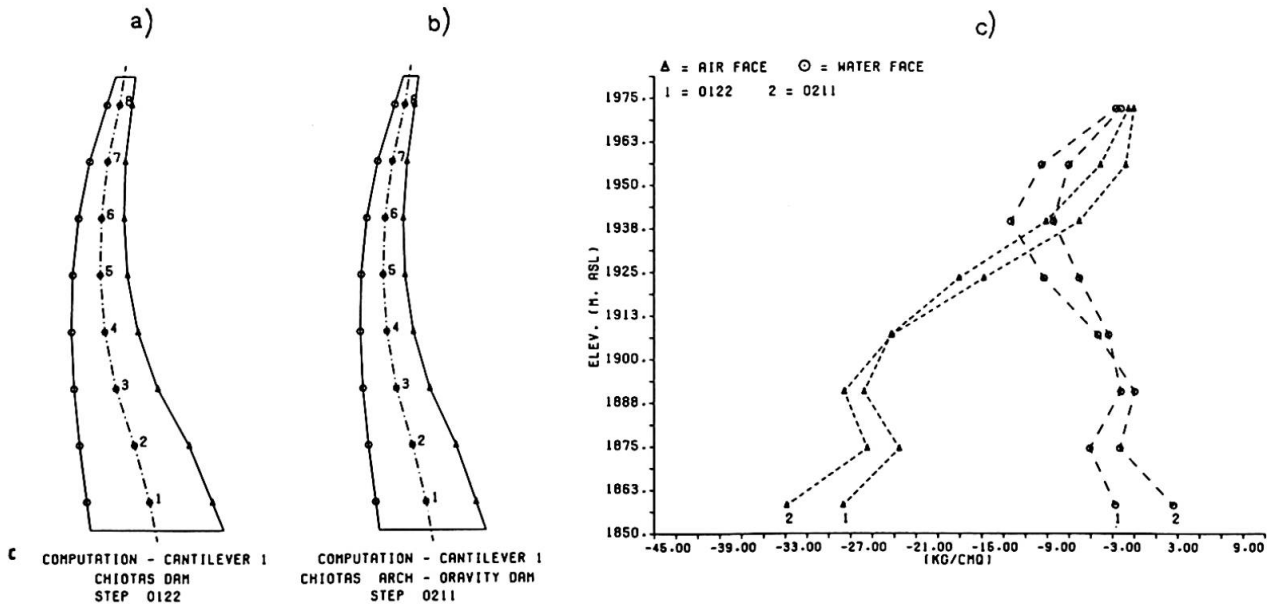 a)
b)
c)
8
7
6
5
4
3
2
1
8
7
6
5
4
3
2
1
C
COMPUTATION - CANTILEVER 1
CHIOTAS DAM
STEP 0122
COMPUTATION - CANTILEVER 1
CHIOTAS ARCH - ORAVITY DAM
STEP 0211
▲ = AIR FACE ⊙ = WATER FACE
1 = 0122 2 = 0211
ELEV. (M. ASL)
1975.
1963.
1950.
1938.
1925.
1913.
1900.
1888.
1875.
1863.
1850.
2 1 1 2
-45.00 -39.00 -33.00 -27.00 -21.00 -15.00 -9.00 -3.00 3.00 9.00
(KG/CMQ)